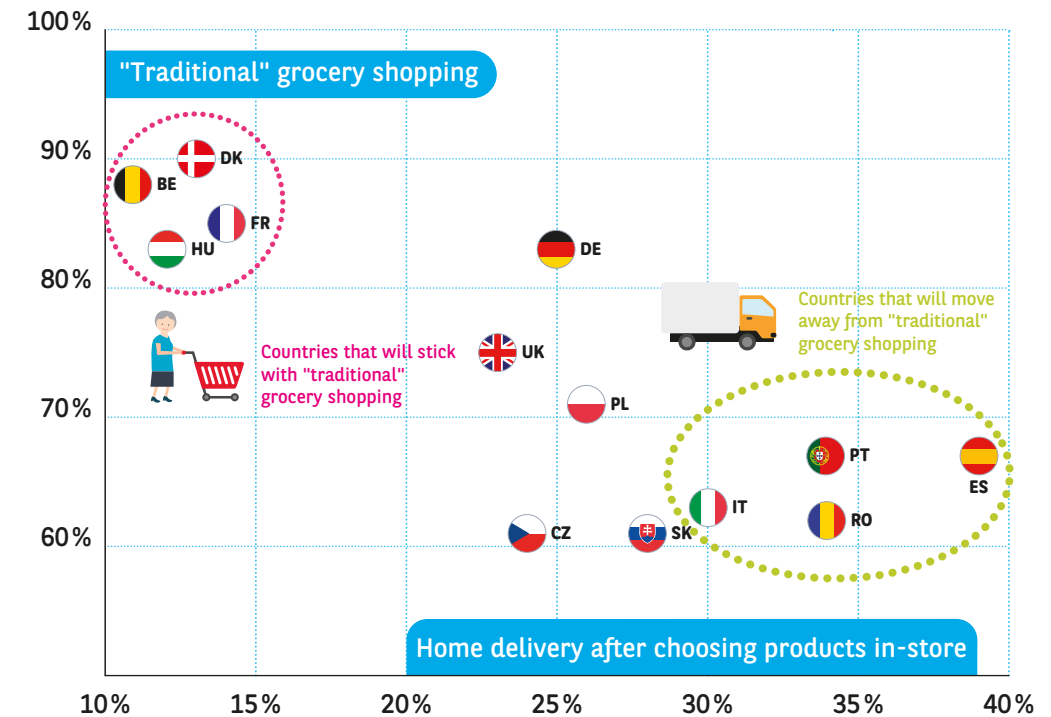 100%
"Traditional" grocery shopping
90%
DK
BE
FR
HU
DE
80%
Countries that will move
away from "traditional"
grocery shopping
UK
Countries that will stick
with "traditional"
grocery shopping
PL
70%
PT
ES
IT
RO
CZ
SK
60%
Home delivery after choosing products in-store
10% 15% 20% 25% 30% 35% 40%